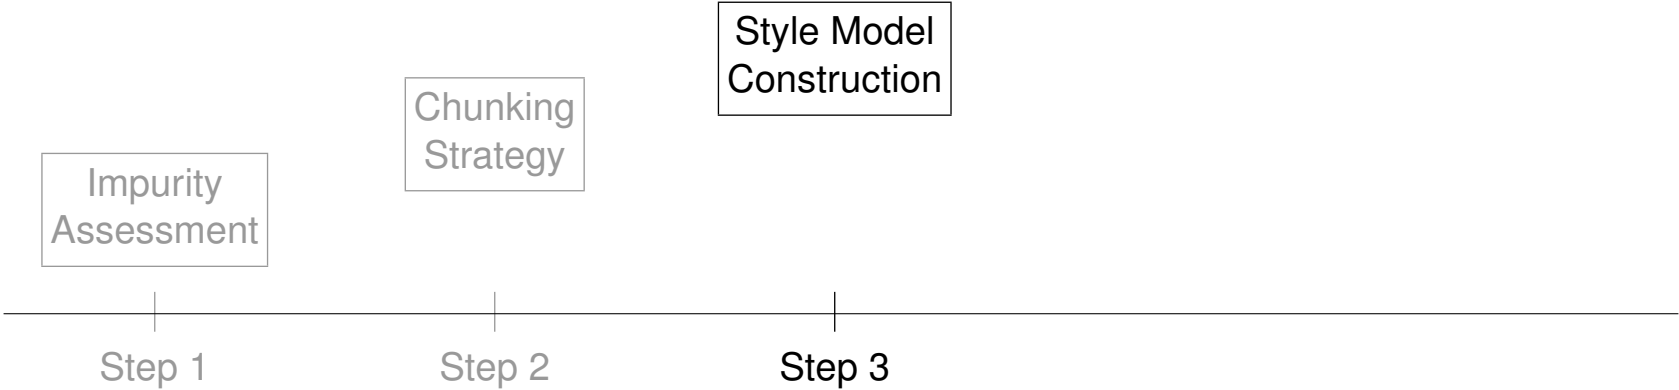 Style Model
Construction
Chunking
Strategy
Impurity
Assessment
Step 1
Step 2
Step 3